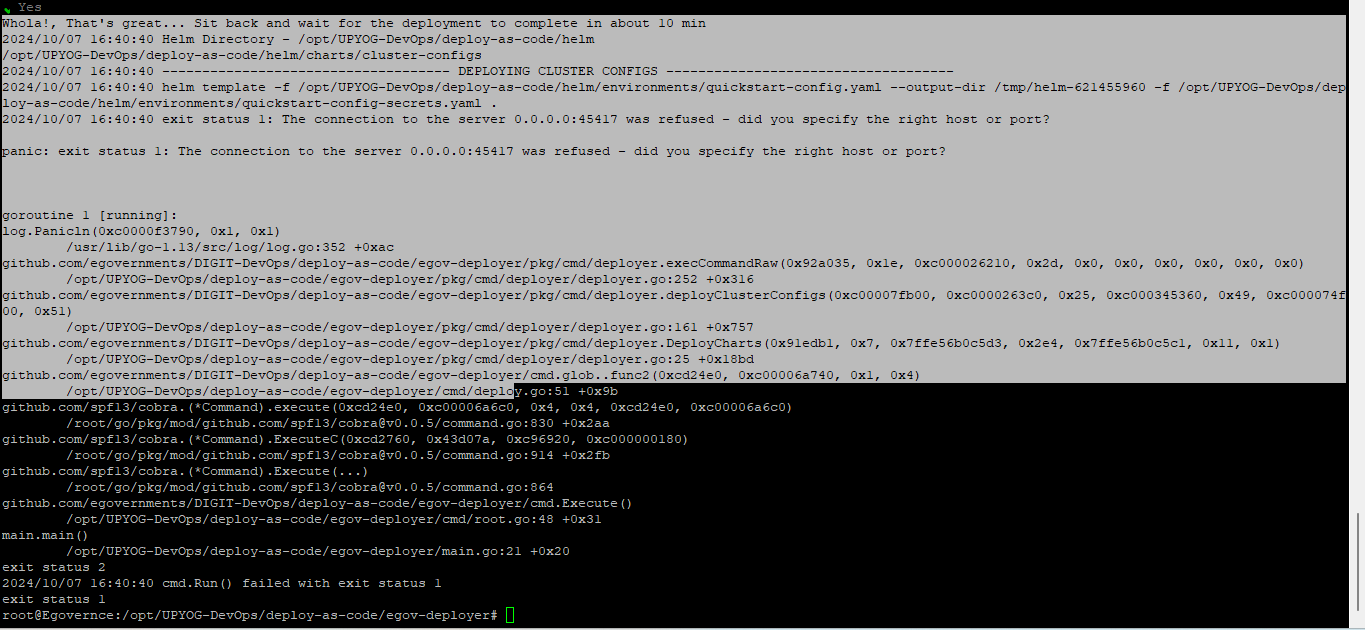 Yes
Whola!, That's great... Sit back and wait for the deployment to complete in about 10 min
2024/10/07 16:40:40 Helm Directory - /opt/UPYOG-DevOps/deploy-as-code/helm
/opt/UPYOG-DevOps/deploy-as-code/helm/charts/cluster-configs
2024/10/07 16:40:40 ------------------------------------ DEPLOYING CLUSTER CONFIGS ------------------------------------
2024/10/07 16:40:40 helm template -f /opt/UPYOG-DevOps/deploy-as-code/helm/environments/quickstart-config.yaml --output-dir /tmp/helm-621455960 -f /opt/UPYOG-DevOps/dep
loy-as-code/helm/environments/quickstart-config-secrets.yaml .
2024/10/07 16:40:40 exit status 1: The connection to the server 0.0.0.0:45417 was refused - did you specify the right host or port?
panic: exit status 1: The connection to the server 0.0.0.0:45417 was refused - did you specify the right host or port?
goroutine 1 [running]:
log.Panicln(0xc0000f3790, 0x1, 0x1)
/usr/lib/go-1.13/src/log/log.go:352 +0xac
github.com/egovernments/DIGIT-DevOps/deploy-as-code/egov-deployer/pkg/cmd/deployer.execCommandRaw(0x92a035, 0x1e, 0xc000026210, 0x2d, 0x0, 0x0, 0x0, 0x0, 0x0, 0x0)
/opt/UPYOG-DevOps/deploy-as-code/egov-deployer/pkg/cmd/deployer/deployer.go:252 +0x316
github.com/egovernments/DIGIT-DevOps/deploy-as-code/egov-deployer/pkg/cmd/deployer.deployClusterConfigs(0xc00007fb00, 0xc0000263c0, 0x25, 0xc000345360, 0x49, 0xc000074f
00, 0x51)
/opt/UPYOG-DevOps/deploy-as-code/egov-deployer/pkg/cmd/deployer/deployer.go:161 +0x757
github.com/egovernments/DIGIT-DevOps/deploy-as-code/egov-deployer/pkg/cmd/deployer.DeployCharts(0x91edb1, 0x7, 0x7ffe56b0c5d3, 0x2e4, 0x7ffe56b0c5c1, 0x11, 0x1)
/opt/UPYOG-DevOps/deploy-as-code/egov-deployer/pkg/cmd/deployer/deployer.go:25 +0x18bd
github.com/egovernments/DIGIT-DevOps/deploy-as-code/egov-deployer/cmd.glob..func2(0xcd24e0, 0xc00006a740, 0x1, 0x4)
/opt/UPYOG-DevOps/deploy-as-code/egov-deployer/cmd/deploy.go:51 +0x9b
github.com/spf13/cobra.(*Command).execute(0xcd24e0, 0xc00006a6c0, 0x4, 0x4, 0xcd24e0, 0xc00006a6c0)
/root/go/pkg/mod/github.com/spf13/cobra@v0.0.5/command.go:830 +0x2aa
github.com/spf13/cobra.(*Command).ExecuteC(0xcd2760, 0x43d07a, 0xc96920, 0xc000000180)
/root/go/pkg/mod/github.com/spf13/cobra@v0.0.5/command.go:914 +0x2fb
github.com/spf13/cobra.(*Command).Execute(...)
/root/go/pkg/mod/github.com/spf13/cobra@v0.0.5/command.go:864
github.com/egovernments/DIGIT-DevOps/deploy-as-code/egov-deployer/cmd.Execute()
/opt/UPYOG-DevOps/deploy-as-code/egov-deployer/cmd/root.go:48 +0x31
main.main()
/opt/UPYOG-DevOps/deploy-as-code/egov-deployer/main.go:21 +0x20
exit status 2
2024/10/07 16:40:40 cmd.Run() failed with exit status 1
exit status 1
root@Egovernce:/opt/UPYOG-DevOps/deploy-as-code/egov-deployer#